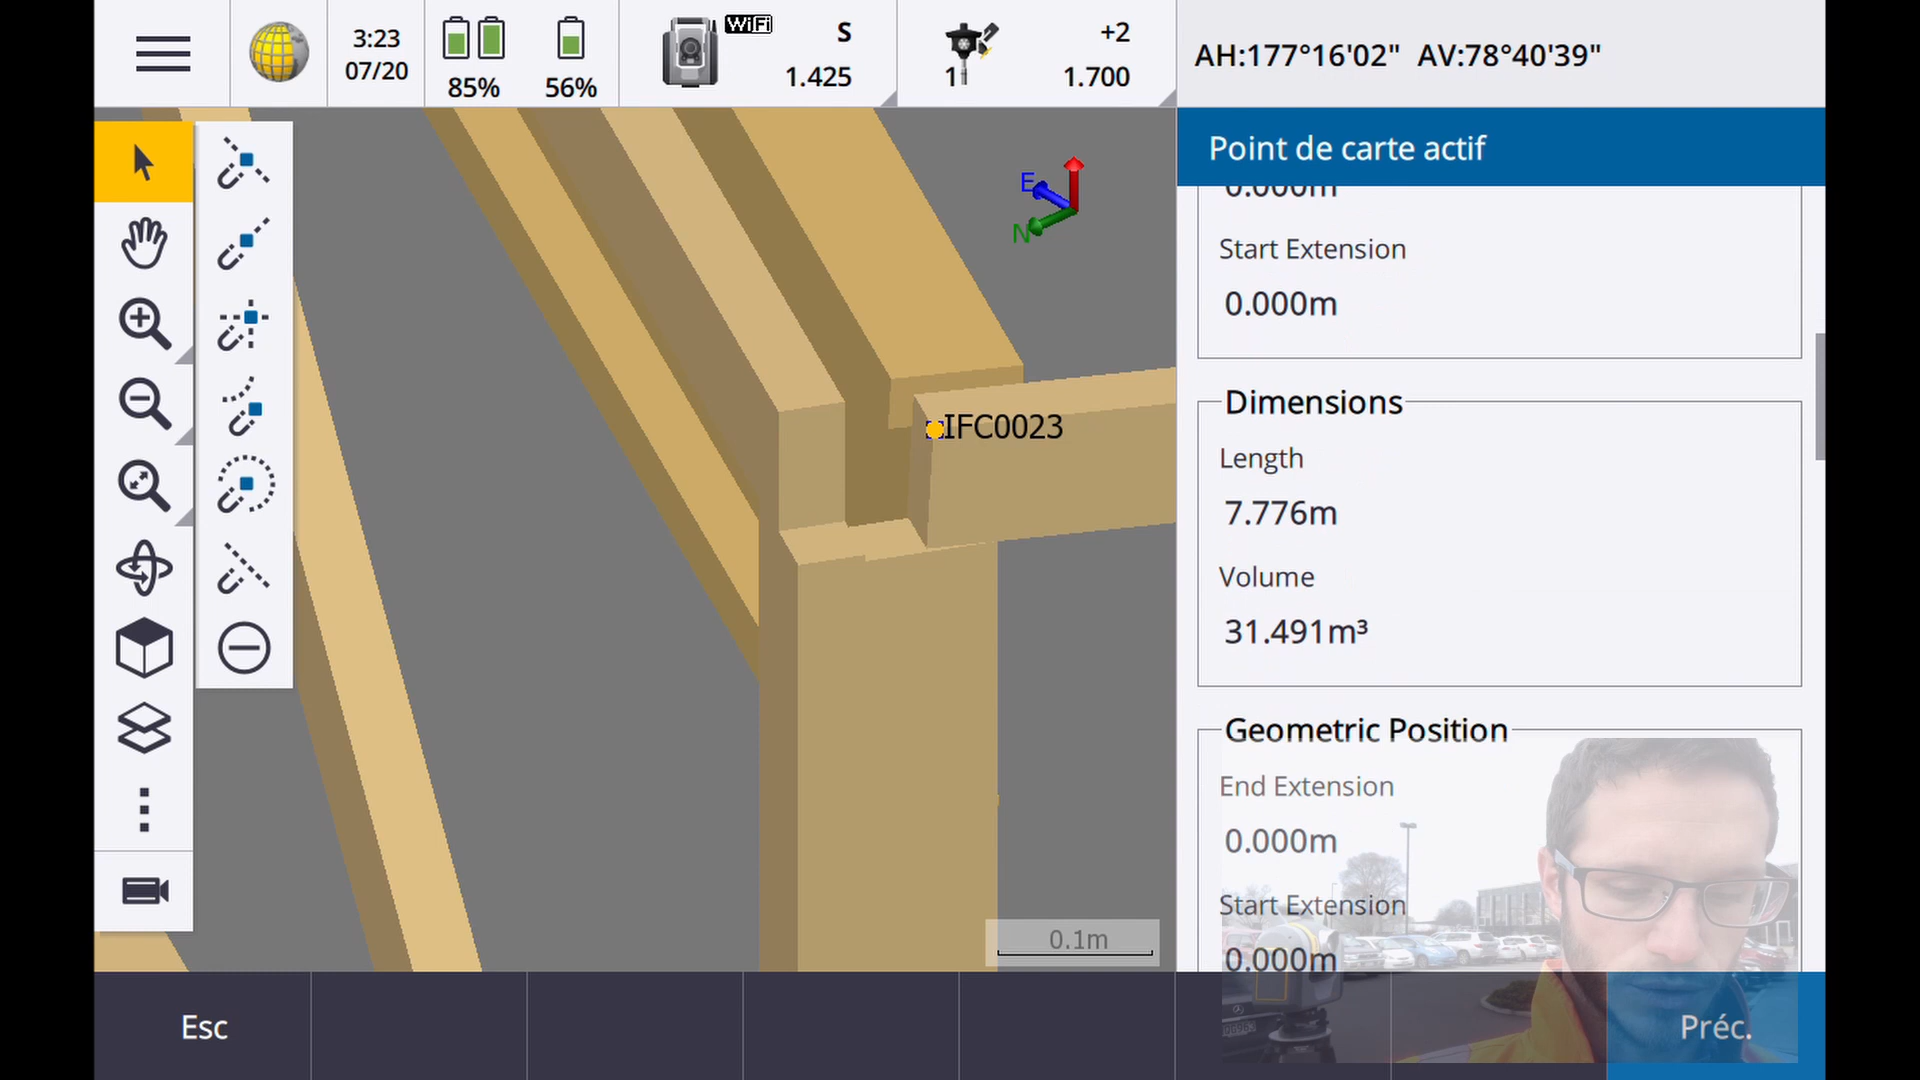 3:23
07/20
85%
56%
WiFi
S
1.425
1
+2
1.700
AH:177°16'02" AV:78°40'39"
Point de carte actif
0.000m
Start Extension
0.000m
Dimensions
Length
7.776m
Volume
31.491m³
Geometric Position
End Extension
0.000m
Start Extension
0.000m
E
N
IFC0023
0.1m
Esc
Préc.